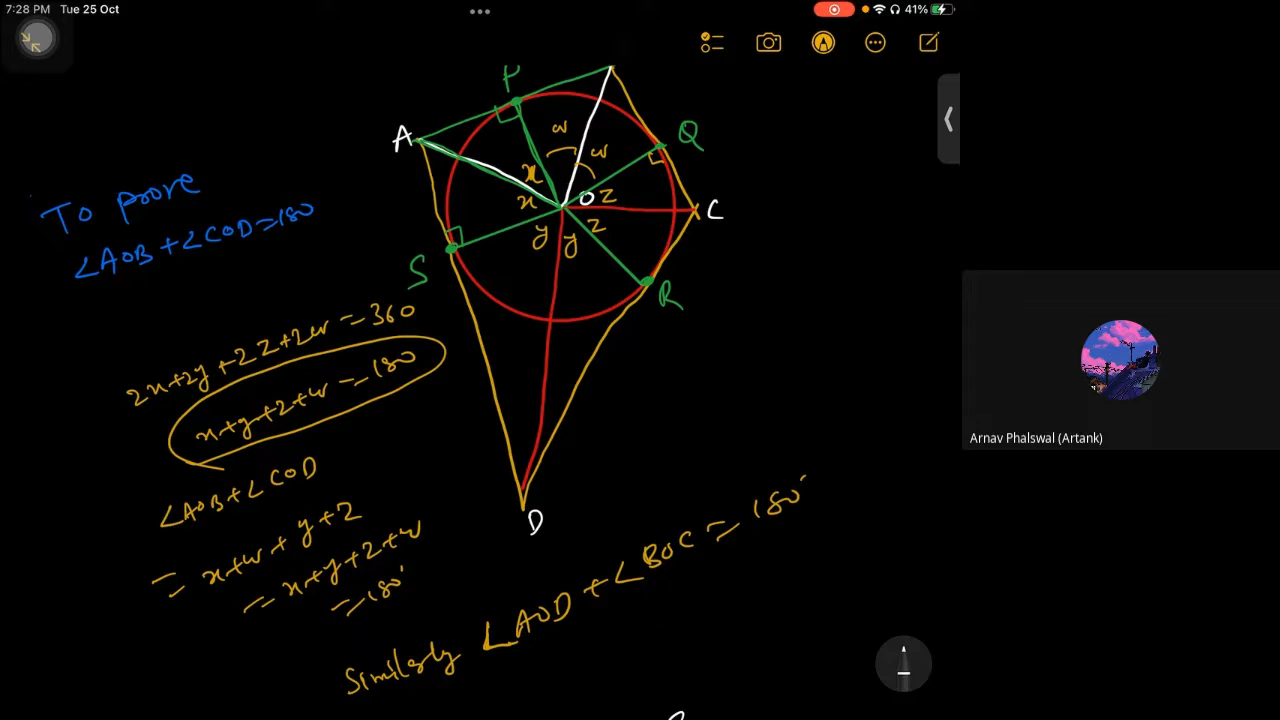 7:28 PM Tue 25 Oct
41%
P
A
Q
w
w
x
x
O
z
z
C
y
y
S
R
D
To prove
∠AOB + ∠COD = 180
2x+2y+2z+2w = 360
x+y+z+w = 180
∠AOB + ∠COD
= x+w + y+z
= x+y+z+w
= 180°
Similarly ∠AOD + ∠BOC = 180°
Arnav Phalswal (Artank)